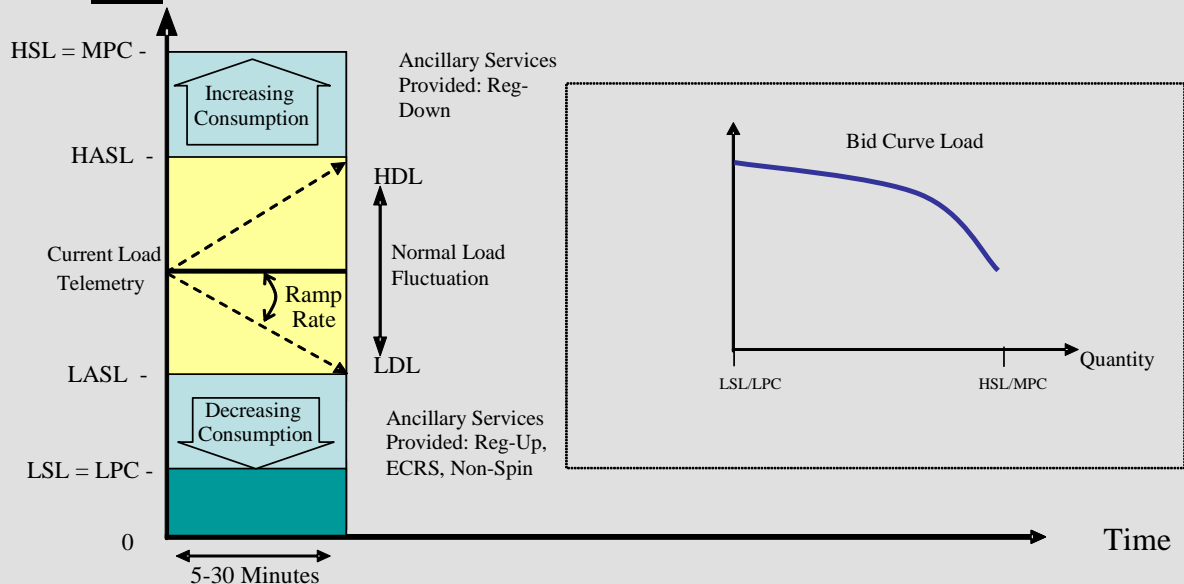 HSL = MPC -
Increasing
Consumption
Ancillary Services
Provided: Reg-
Down
HASL -
HDL
Current Load
Telemetry
Normal Load
Fluctuation
Ramp
Rate
LASL -
LDL
Decreasing
Consumption
Ancillary Services
Provided: Reg-Up,
ECRS, Non-Spin
LSL = LPC -
0
5-30 Minutes
Time
Bid Curve Load
Quantity
LSL/LPC
HSL/MPC